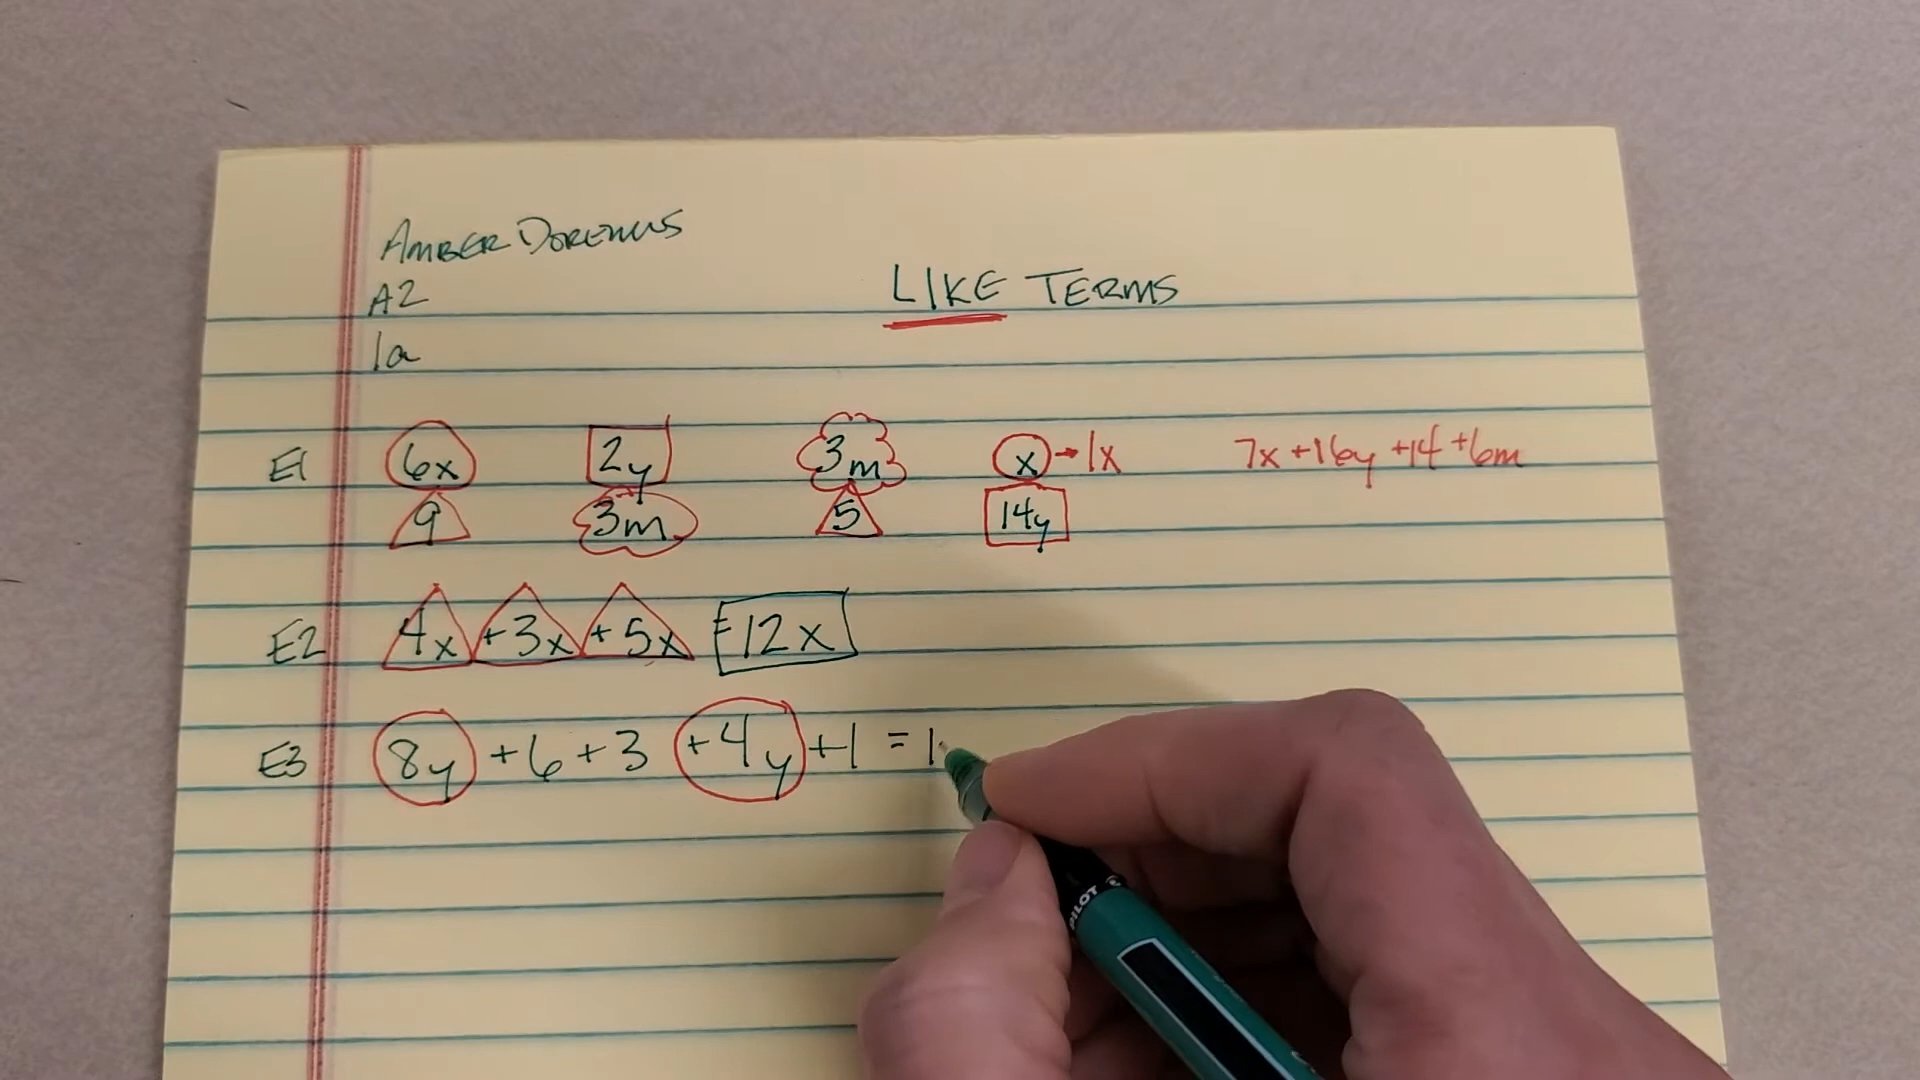 AMBER DOREMUS
A2
LIKE TERMS
1a
E1 6x 2y 3m x → 1x 7x +16y +14 +6m
9 3m 5 14y
E2 4x +3x +5x =12x
E3 8y +6 +3 +4y +1 = 1
PILOT